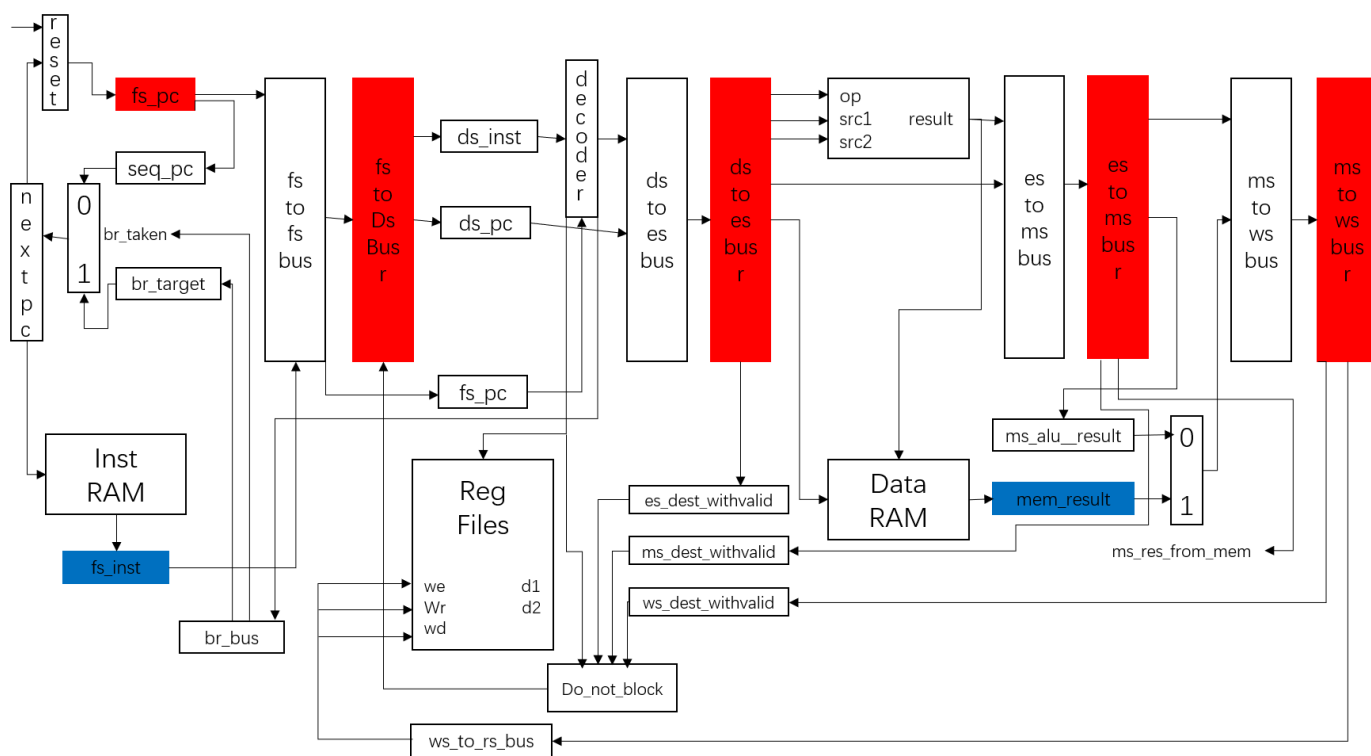 reset
fs_pc
seq_pc
nextpc
0
1
br_taken
br_target
Inst
RAM
fs_inst
br_bus
fs
to
fs
bus
fs
to
Ds
Bus
r
ds_inst
ds_pc
fs_pc
decoder
Reg
Files
we
Wr
wd
d1
d2
ds
to
es
bus
ds
to
es
bus
r
op
src1
src2
result
es_dest_withvalid
ms_dest_withvalid
ws_dest_withvalid
Do_not_block
ws_to_rs_bus
Data
RAM
es
to
ms
bus
es
to
ms
bus
r
ms_alu__result
mem_result
0
1
ms_res_from_mem
ms
to
ws
bus
ms
to
ws
bus
r